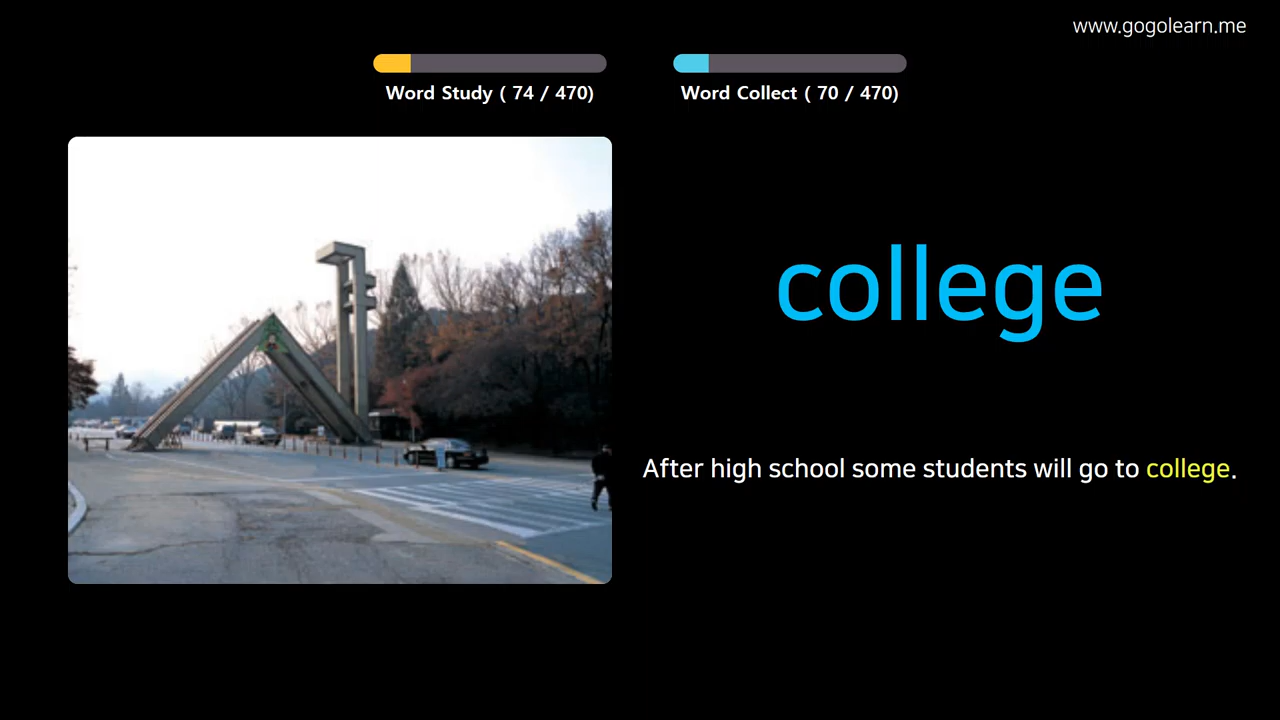 www.gogolearn.me
Word Study ( 74 / 470)
Word Collect ( 70 / 470)
college
After high school some students will go to college.